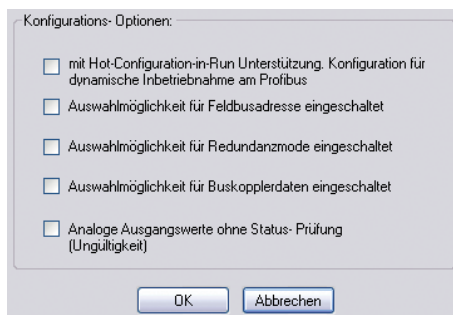 Konfigurations- Optionen:
mit Hot-Configuration-in-Run Unterstützung. Konfiguration für
dynamische Inbetriebnahme am Profibus
Auswahlmöglichkeit für Feldbusadresse eingeschaltet
Auswahlmöglichkeit für Redundanzmode eingeschaltet
Auswahlmöglichkeit für Buskopplerdaten eingeschaltet
Analoge Ausgangswerte ohne Status- Prüfung
(Ungültigkeit)
OK
Abbrechen